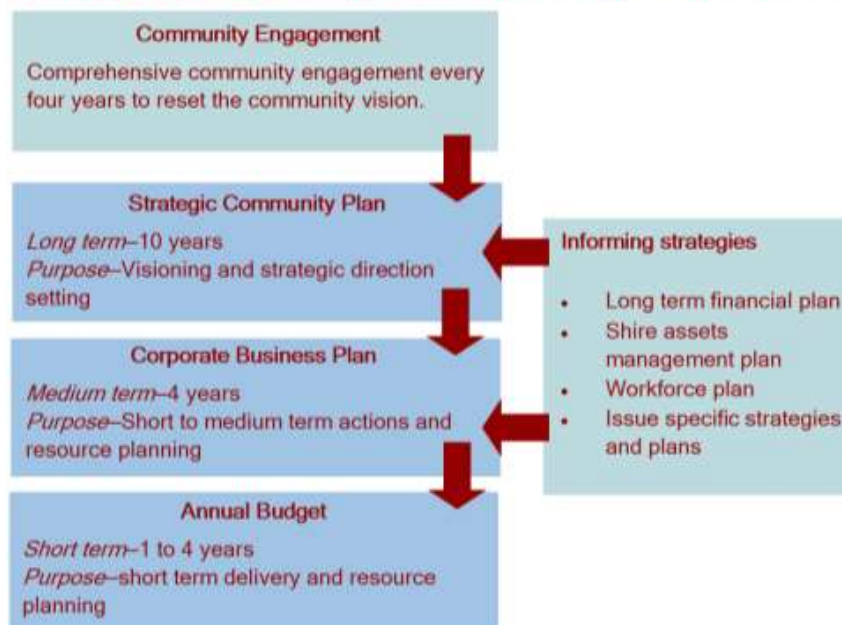 Community Engagement
Comprehensive community engagement every
four years to reset the community vision.
Strategic Community Plan
Long term–10 years
Purpose–Visioning and strategic direction
setting
Corporate Business Plan
Medium term–4 years
Purpose–Short to medium term actions and
resource planning
Annual Budget
Short term–1 to 4 years
Purpose–short term delivery and resource
planning
Informing strategies
• Long term financial plan
• Shire assets
management plan
• Workforce plan
• Issue specific strategies
and plans